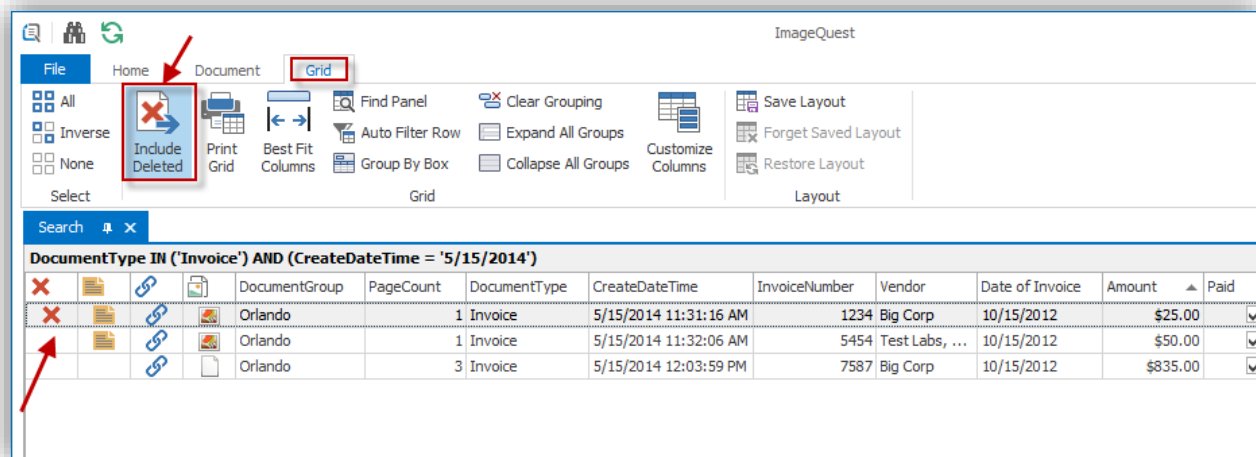 ImageQuest
File Home Document Grid
All
Inverse
None
Select
Include Deleted
Print Grid
Best Fit Columns
Find Panel
Auto Filter Row
Group By Box
Clear Grouping
Expand All Groups
Collapse All Groups
Customize Columns
Grid
Save Layout
Forget Saved Layout
Restore Layout
Layout
Search
DocumentType IN ('Invoice') AND (CreateDateTime = '5/15/2014')
DocumentGroup PageCount DocumentType CreateDateTime InvoiceNumber Vendor Date of Invoice Amount Paid
Orlando 1 Invoice 5/15/2014 11:31:16 AM 1234 Big Corp 10/15/2012 $25.00
Orlando 1 Invoice 5/15/2014 11:32:06 AM 5454 Test Labs, ... 10/15/2012 $50.00
Orlando 3 Invoice 5/15/2014 12:03:59 PM 7587 Big Corp 10/15/2012 $835.00